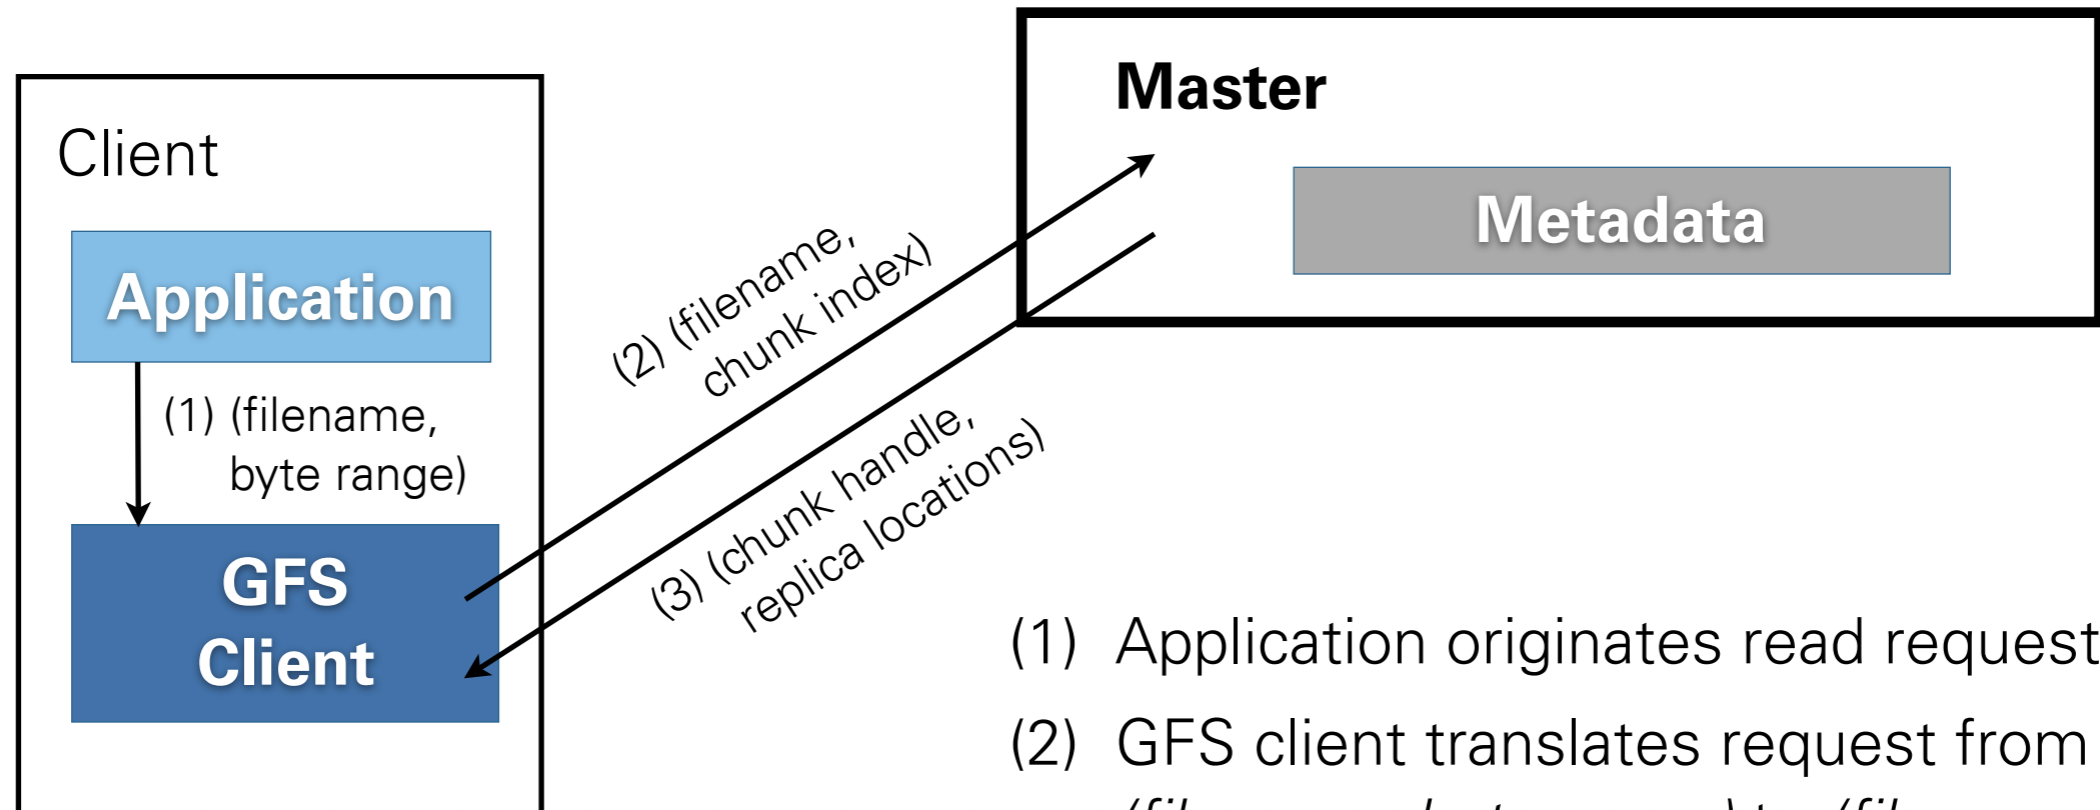 Client
Application
(1) (filename,
byte range)
GFS
Client
(2) (filename,
chunk index)
(3) (chunk handle,
replica locations)
Master
Metadata
(1) Application originates read request
(2) GFS client translates request from